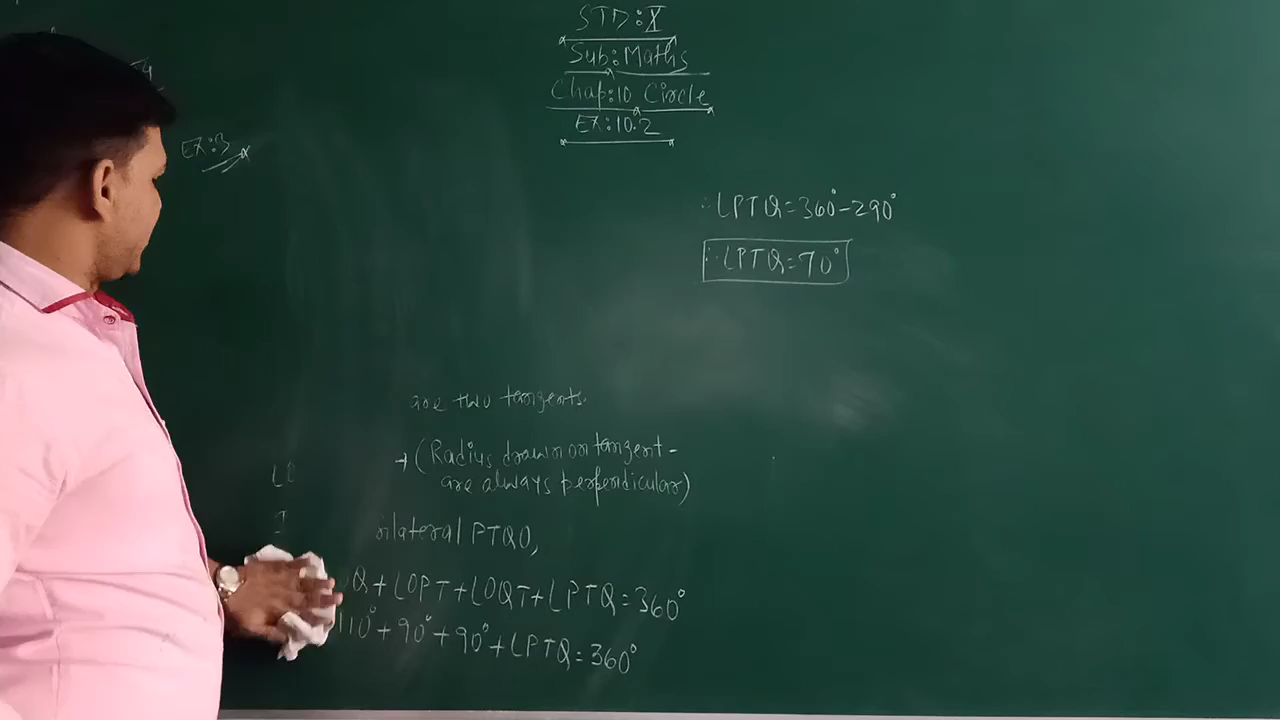 STD:X
Sub:Maths
Chap:10 Circle
EX:10.2
EX:3
∴∠PTQ=360°-290°
∴∠PTQ=70°
are two tangents.
→(Radius drawn on tangent-
are always perpendicular)
rilateral PTQO,
Q+∠OPT+∠OQT+∠PTQ=360°
110°+90°+90°+∠PTQ=360°